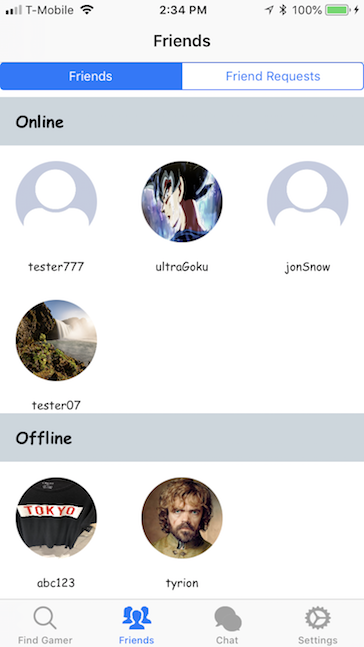 T-Mobile 2:34 PM 100%
Friends
Friends Friend Requests
Online
tester777 ultraGoku jonSnow
tester07
Offline
TOKYO
abc123 tyrion
Find Gamer Friends Chat Settings